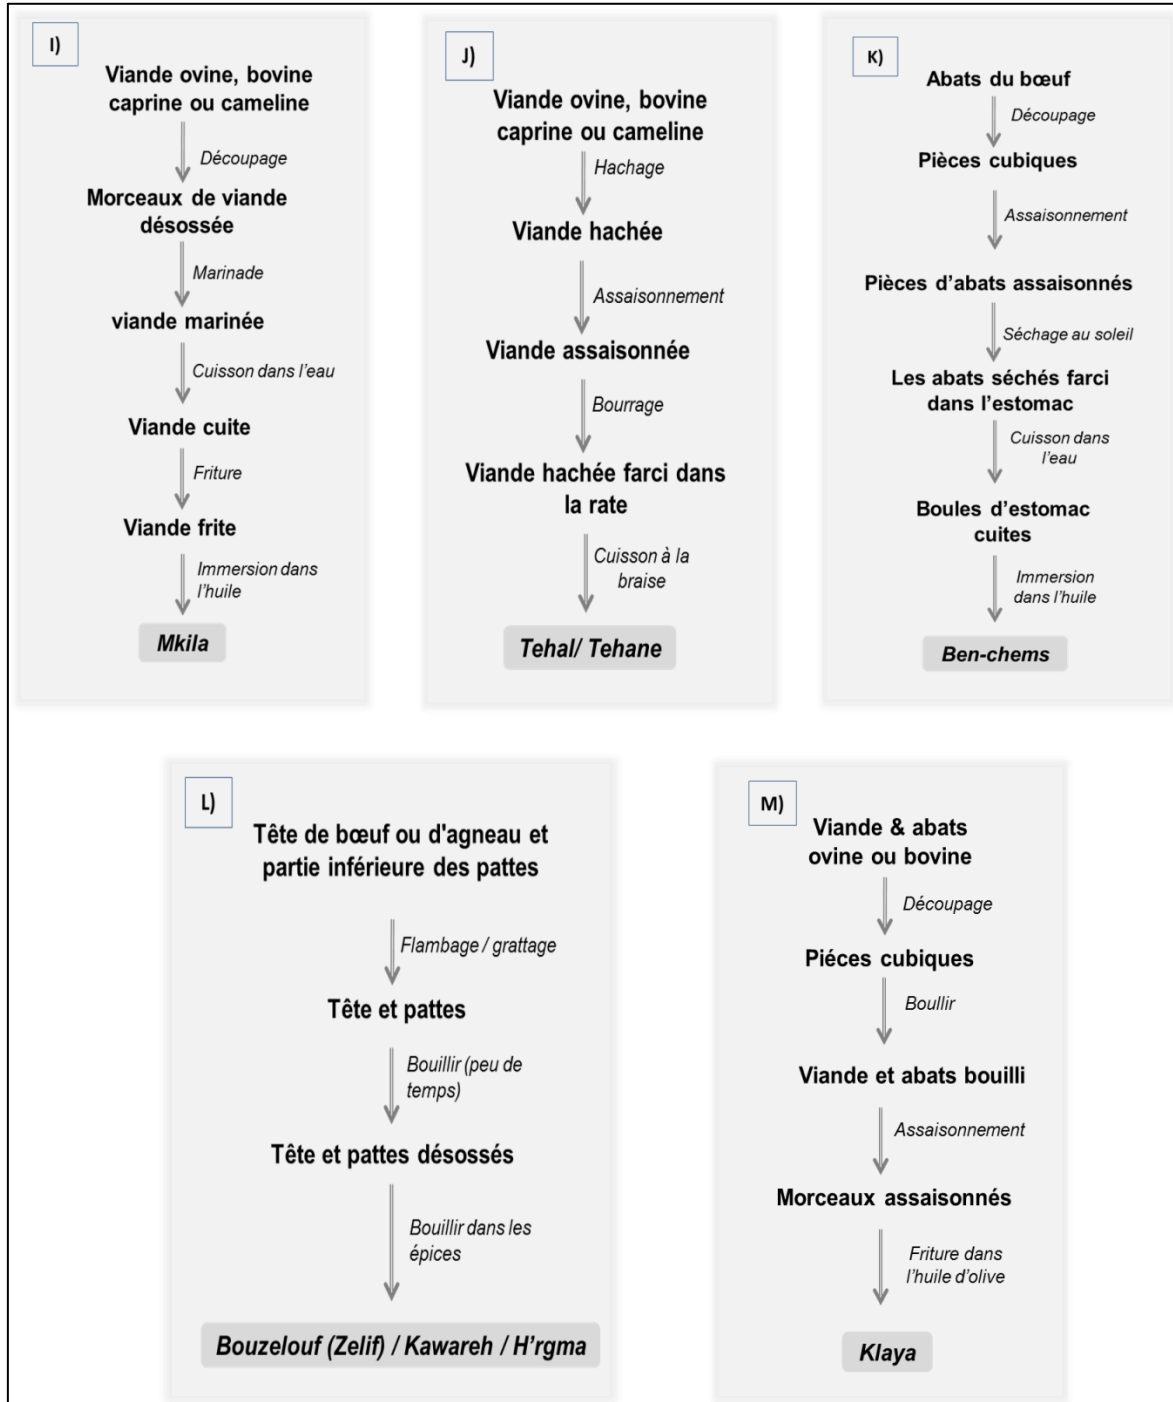 I)
Viande ovine, bovine
caprine ou cameline
Découpage
Morceaux de viande
désossée
Marinade
viande marinée
Cuisson dans l'eau
Viande cuite
Friture
Viande frite
Immersion dans
l'huile
Mkila
J)
Viande ovine, bovine
caprine ou cameline
Hachage
Viande hachée
Assaisonnement
Viande assaisonnée
Bourrage
Viande hachée farci dans
la rate
Cuisson à la
braise
Tehal/ Tehane
K)
Abats du bœuf
Découpage
Pièces cubiques
Assaisonnement
Pièces d'abats assaisonnés
Séchage au soleil
Les abats séchés farci
dans l'estomac
Cuisson dans
l'eau
Boules d'estomac
cuites
Immersion
dans l'huile
Ben-chems
L)
Tête de bœuf ou d'agneau et
partie inférieure des pattes
Flambage / grattage
Tête et pattes
Bouillir (peu de
temps)
Tête et pattes désossés
Bouillir dans les
épices
Bouzelouf (Zelif) / Kawareh / H'rgma
M)
Viande & abats
ovine ou bovine
Découpage
Piéces cubiques
Boullir
Viande et abats bouilli
Assaisonnement
Morceaux assaisonnés
Friture dans
l'huile d'olive
Klaya